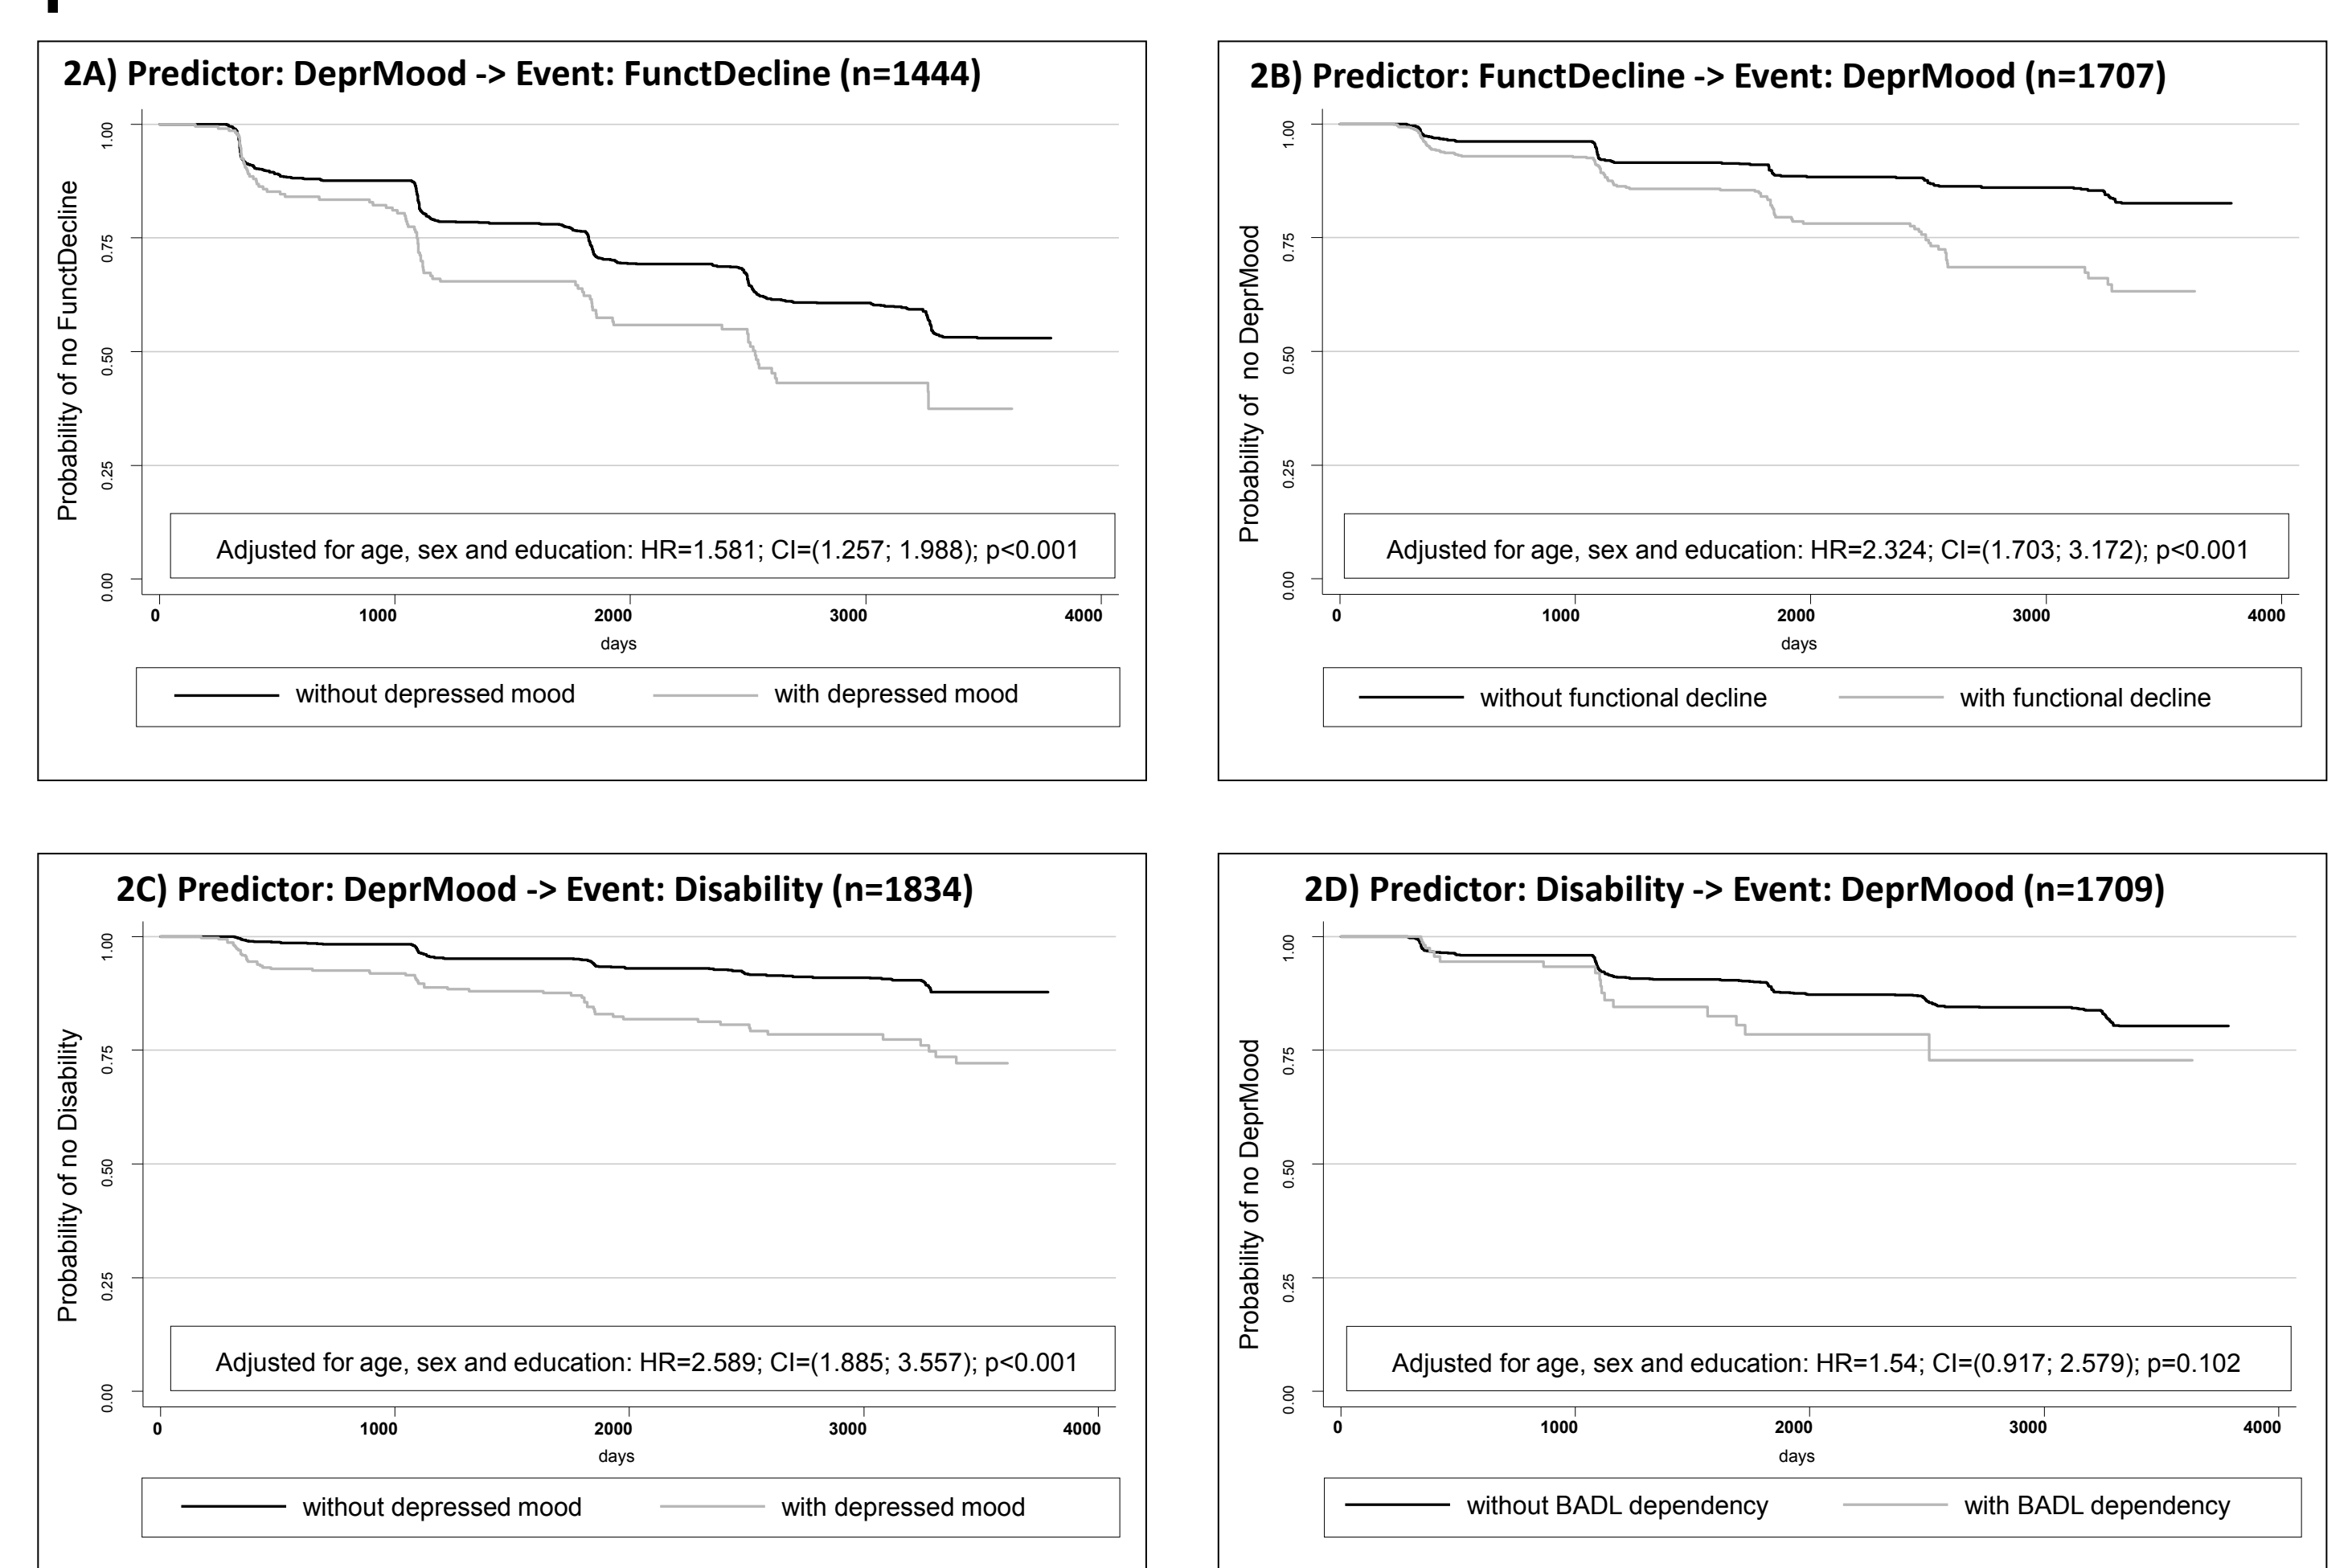 2A) Predictor: DeprMood -> Event: FunctDecline (n=1444)
Probability of no FunctDecline
1.00
0.75
0.50
0.25
0.00
Adjusted for age, sex and education: HR=1.581; CI=(1.257; 1.988); p<0.001
0 1000 2000 3000 4000
days
without depressed mood with depressed mood
2B) Predictor: FunctDecline -> Event: DeprMood (n=1707)
Probability of no DeprMood
1.00
0.75
0.50
0.25
0.00
Adjusted for age, sex and education: HR=2.324; CI=(1.703; 3.172); p<0.001
0 1000 2000 3000 4000
days
without functional decline with functional decline
2C) Predictor: DeprMood -> Event: Disability (n=1834)
Probability of no Disability
1.00
0.75
0.50
0.25
0.00
Adjusted for age, sex and education: HR=2.589; CI=(1.885; 3.557); p<0.001
0 1000 2000 3000 4000
days
without depressed mood with depressed mood
2D) Predictor: Disability -> Event: DeprMood (n=1709)
Probability of no DeprMood
1.00
0.75
0.50
0.25
0.00
Adjusted for age, sex and education: HR=1.54; CI=(0.917; 2.579); p=0.102
0 1000 2000 3000 4000
days
without BADL dependency with BADL dependency